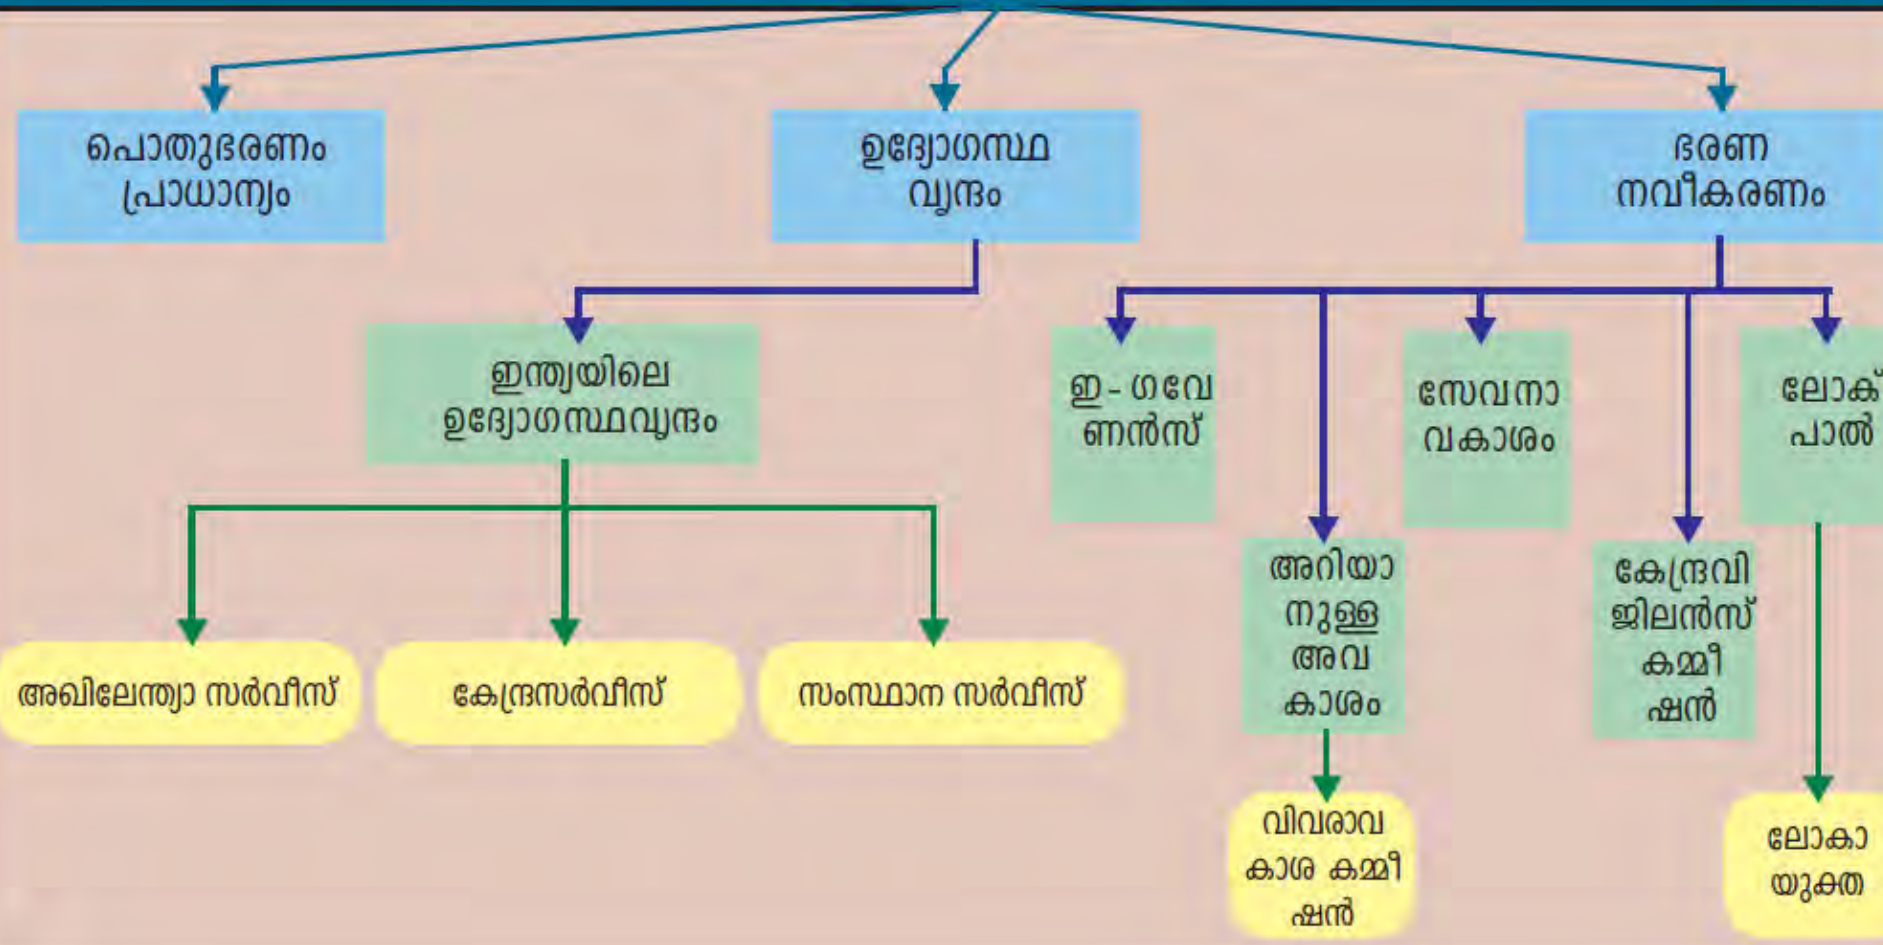 പൊതുഭരണം
പ്രാധാന്യം
ഉദ്യോഗസ്ഥ
വൃന്ദം
ഭരണ
നവീകരണം
ഇന്ത്യയിലെ
ഉദ്യോഗസ്ഥവൃന്ദം
ഇ - ഗവേ
ണൻസ്
സേവനാ
വകാശം
ലോക്
പാൽ
അറിയാ
നുള്ള
അവ
കാശം
കേന്ദ്രവി
ജിലൻസ്
കമ്മീ
ഷൻ
അഖിലേന്ത്യാ സർവീസ്
കേന്ദ്രസർവീസ്
സംസ്ഥാന സർവീസ്
വിവരാവ
കാശ കമ്മീ
ഷൻ
ലോകാ
യുക്ത